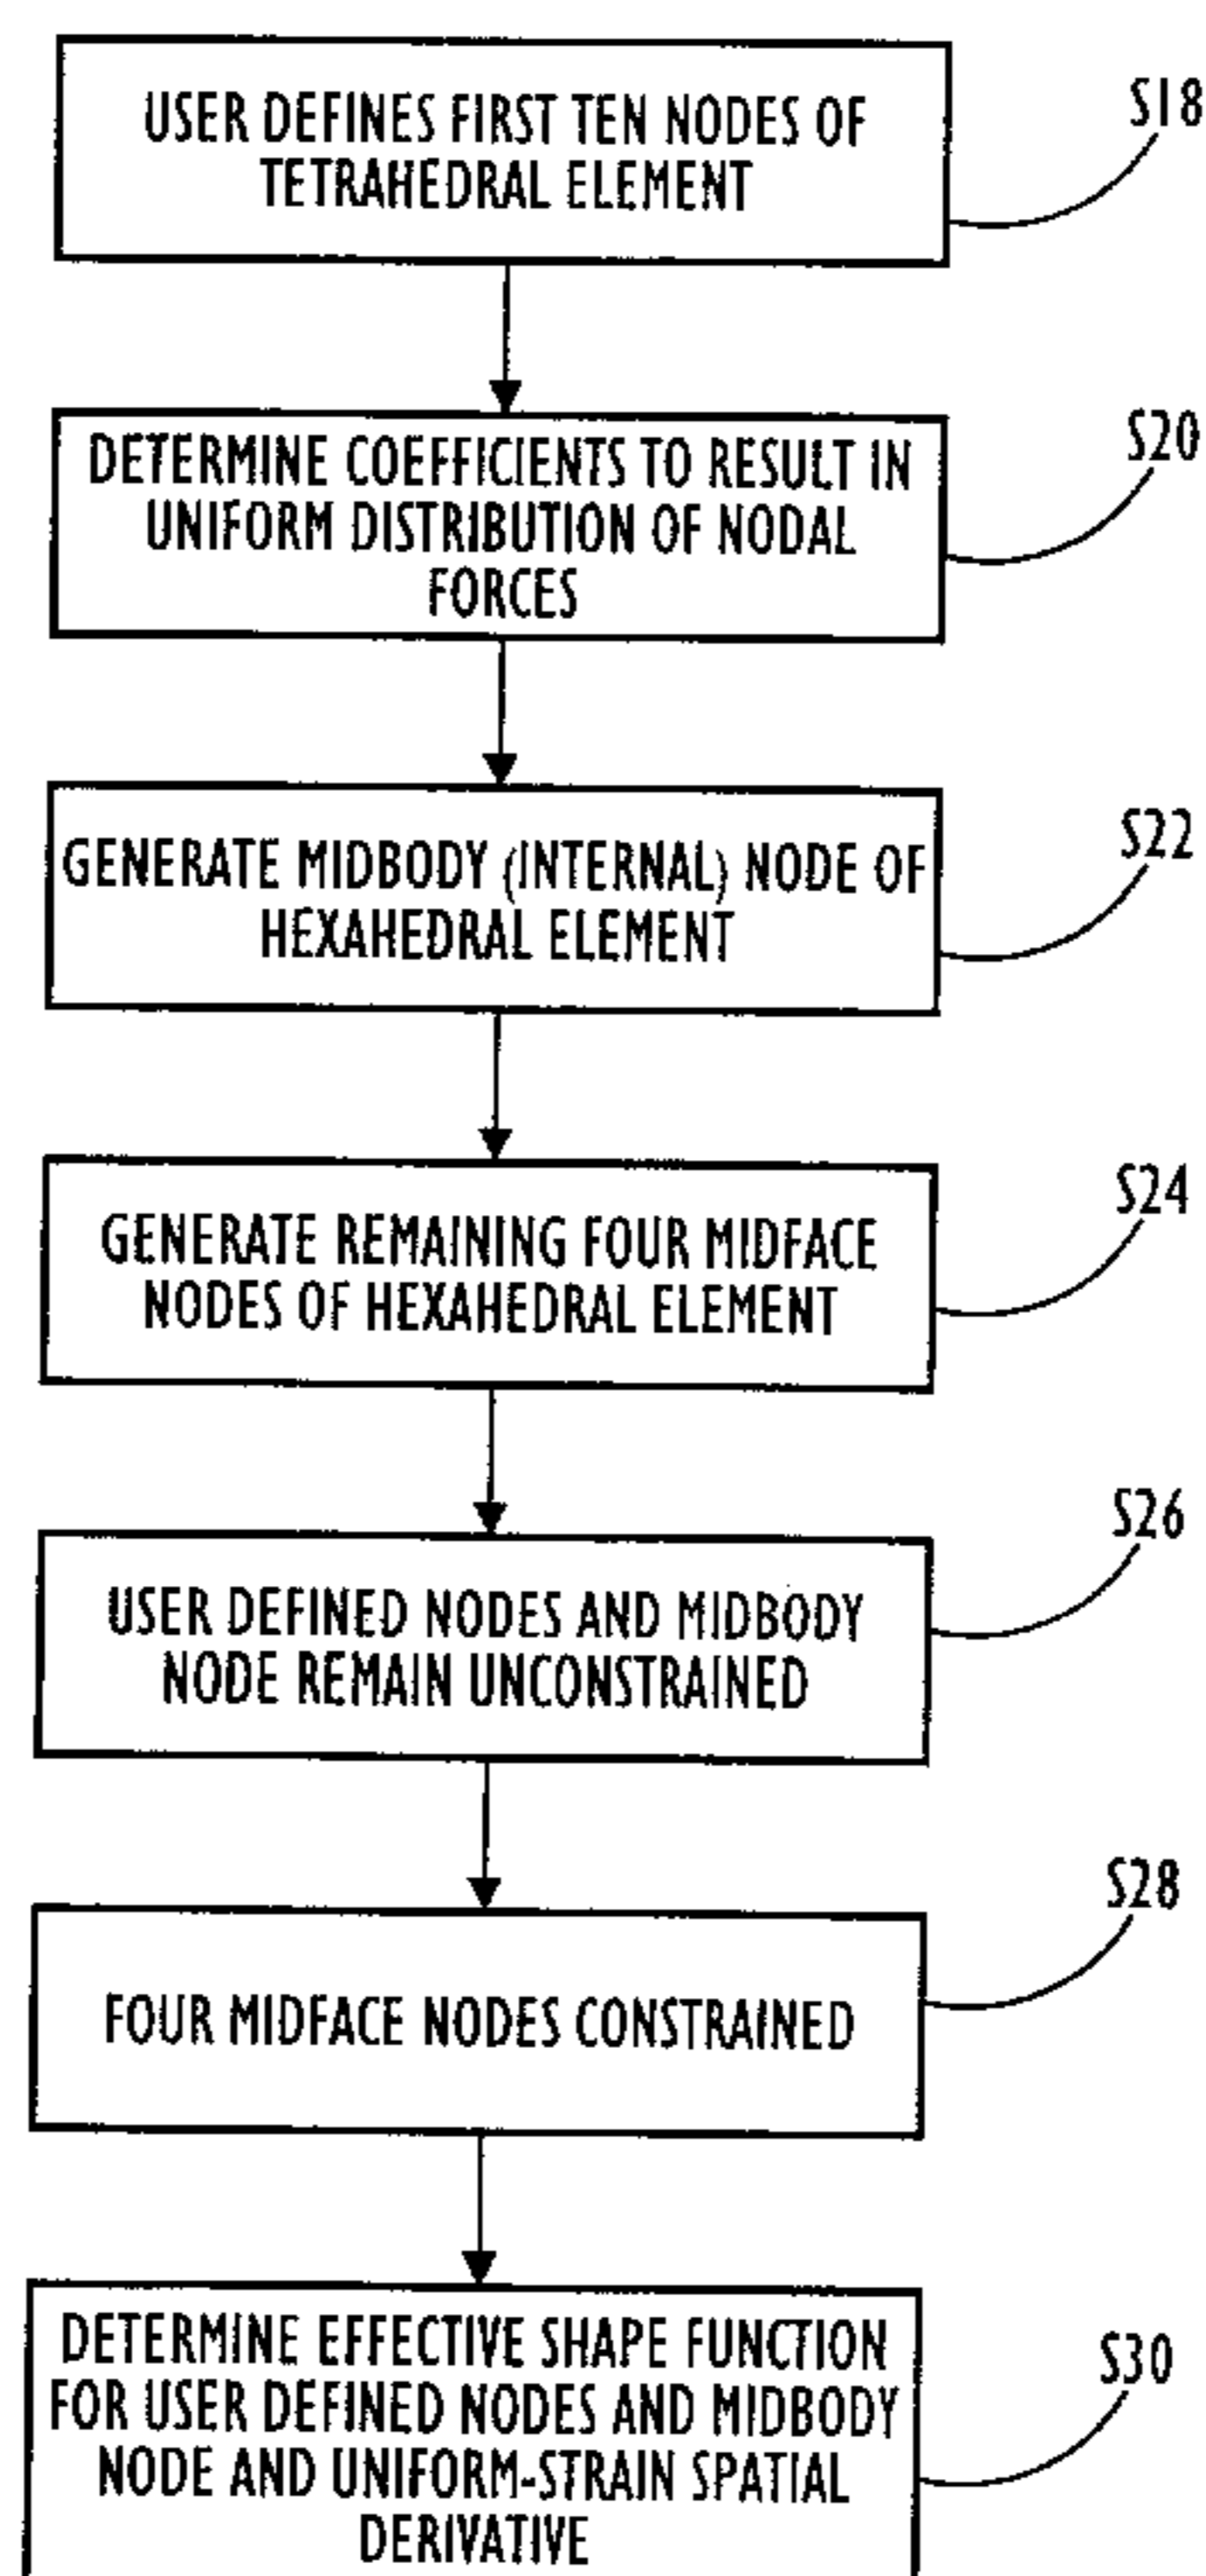 USER DEFINES FIRST TEN NODES OF
TETRAHEDRAL ELEMENT
S18
DETERMINE COEFFICIENTS TO RESULT IN
UNIFORM DISTRIBUTION OF NODAL
FORCES
S20
GENERATE MIDBODY (INTERNAL) NODE OF
HEXAHEDRAL ELEMENT
S22
GENERATE REMAINING FOUR MIDFACE
NODES OF HEXAHEDRAL ELEMENT
S24
USER DEFINED NODES AND MIDBODY
NODE REMAIN UNCONSTRAINED
S26
FOUR MIDFACE NODES CONSTRAINED
S28
DETERMINE EFFECTIVE SHAPE FUNCTION
FOR USER DEFINED NODES AND MIDBODY
NODE AND UNIFORM-STRAIN SPATIAL
DERIVATIVE
S30